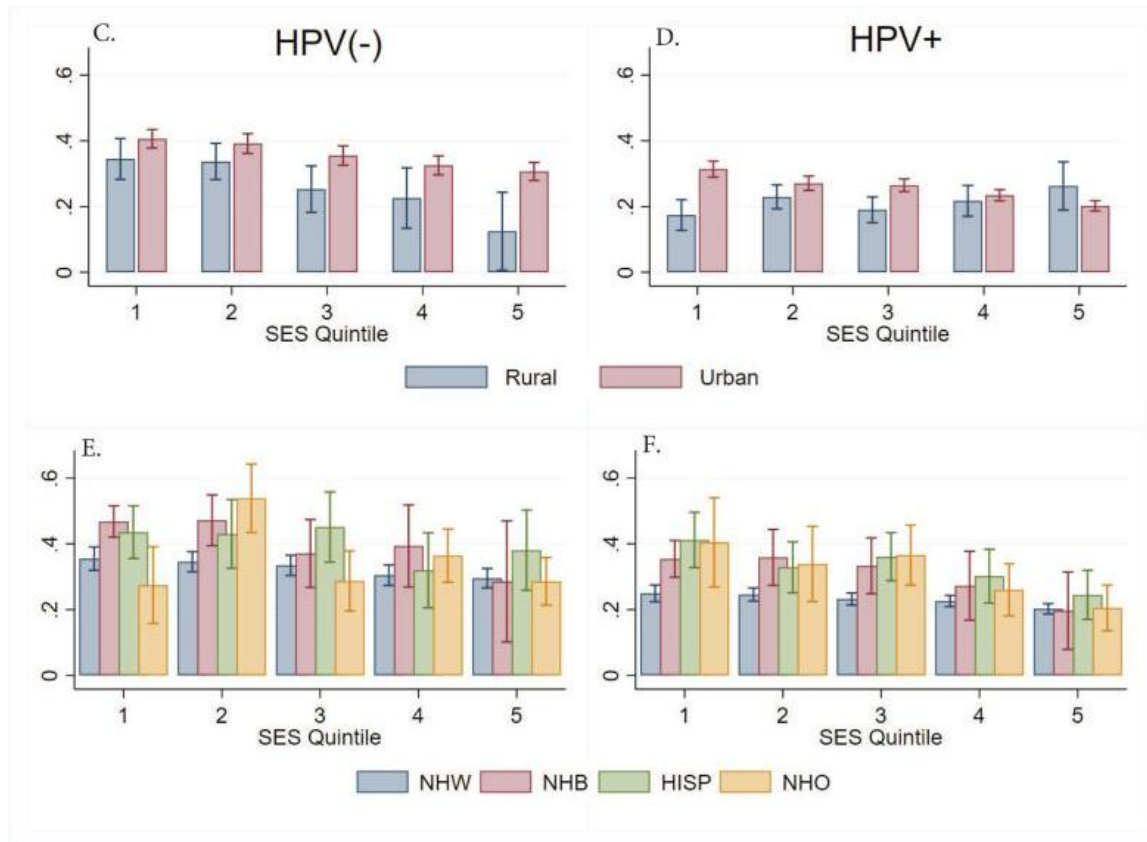 C. HPV(-)
.6
.4
.2
0
1 2 3 4 5
SES Quintile
D. HPV+
.6
.4
.2
0
1 2 3 4 5
SES Quintile
Rural Urban
E.
.6
.4
.2
0
1 2 3 4 5
SES Quintile
F.
.6
.4
.2
0
1 2 3 4 5
SES Quintile
NHW NHB HISP NHO